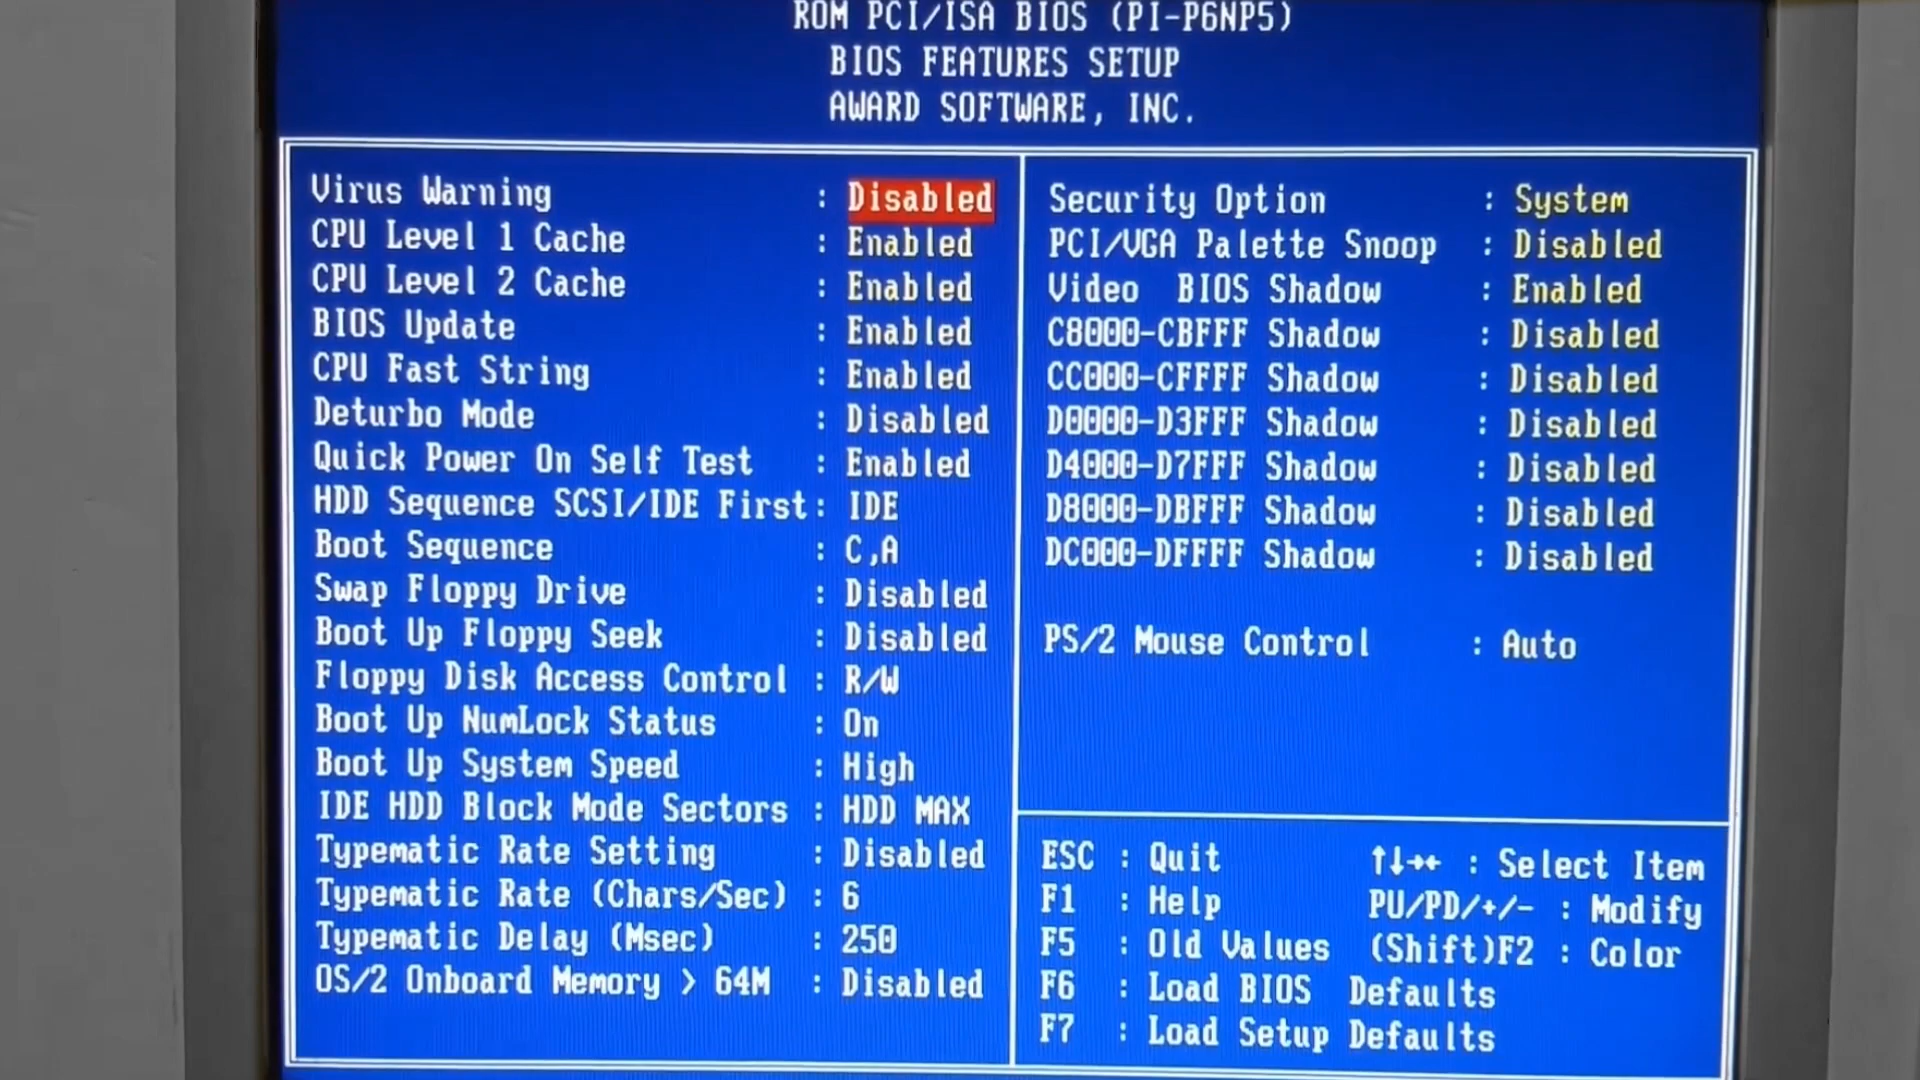 ROM PCI/ISA BIOS (PI-P6NP5)
BIOS FEATURES SETUP
AWARD SOFTWARE, INC.
Virus Warning : Disabled
CPU Level 1 Cache : Enabled
CPU Level 2 Cache : Enabled
BIOS Update : Enabled
CPU Fast String : Enabled
Deturbo Mode : Disabled
Quick Power On Self Test : Enabled
HDD Sequence SCSI/IDE First: IDE
Boot Sequence : C,A
Swap Floppy Drive : Disabled
Boot Up Floppy Seek : Disabled
Floppy Disk Access Control : R/W
Boot Up NumLock Status : On
Boot Up System Speed : High
IDE HDD Block Mode Sectors : HDD MAX
Typematic Rate Setting : Disabled
Typematic Rate (Chars/Sec) : 6
Typematic Delay (Msec) : 250
OS/2 Onboard Memory > 64M : Disabled
Security Option : System
PCI/VGA Palette Snoop : Disabled
Video BIOS Shadow : Enabled
C8000-CBFFF Shadow : Disabled
CC000-CFFFF Shadow : Disabled
D0000-D3FFF Shadow : Disabled
D4000-D7FFF Shadow : Disabled
D8000-DBFFF Shadow : Disabled
DC000-DFFFF Shadow : Disabled
PS/2 Mouse Control : Auto
ESC : Quit ↑↓→← : Select Item
F1 : Help PU/PD/+/- : Modify
F5 : Old Values (Shift)F2 : Color
F6 : Load BIOS Defaults
F7 : Load Setup Defaults